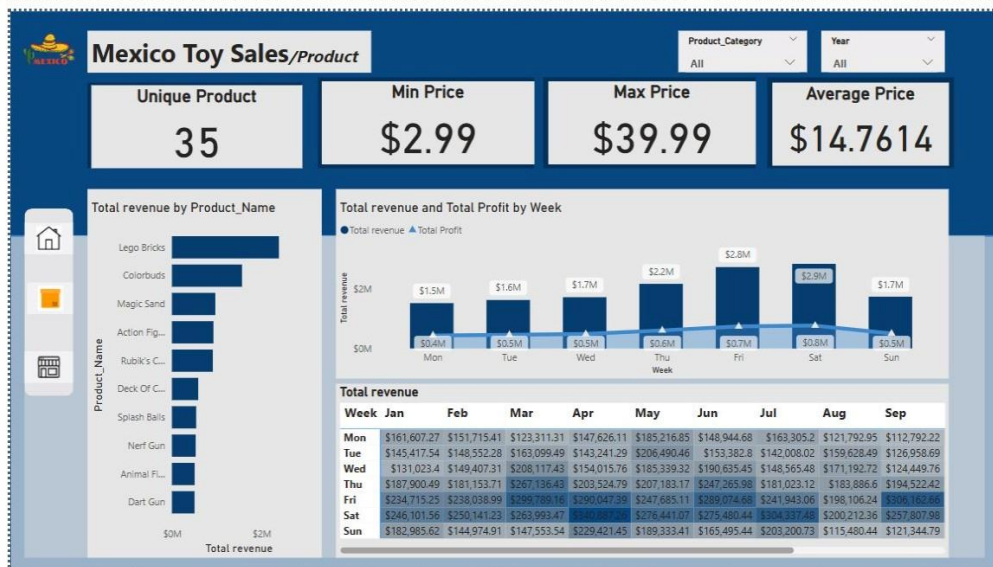 MEXICO
Mexico Toy Sales/Product
Product_Category
All
Year
All
Unique Product
35
Min Price
$2.99
Max Price
$39.99
Average Price
$14.7614
Total revenue by Product_Name
Product_Name
Lego Bricks
Colorbuds
Magic Sand
Action Fig...
Rubik's C...
Deck Of C...
Splash Balls
Nerf Gun
Animal Fi...
Dart Gun
$0M $2M
Total revenue
Total revenue and Total Profit by Week
Total revenue Total Profit
Total revenue
$2M
$0M
$1.5M $1.6M $1.7M $2.2M $2.8M $2.9M $1.7M
$0.4M $0.5M $0.5M $0.6M $0.7M $0.8M $0.5M
Mon Tue Wed Thu Fri Sat Sun
Week
Total revenue
Week Jan Feb Mar Apr May Jun Jul Aug Sep
Mon $161,607.27 $151,715.41 $123,311.31 $147,626.11 $185,216.85 $148,944.68 $163,305.2 $121,792.95 $112,792.22
Tue $145,417.54 $148,552.28 $163,099.49 $143,241.29 $206,490.46 $153,382.8 $142,008.02 $159,628.49 $126,958.69
Wed $131,023.4 $149,407.31 $208,117.43 $154,015.76 $185,339.32 $190,635.45 $148,565.48 $171,192.72 $124,449.76
Thu $187,900.49 $181,153.71 $267,136.43 $203,524.79 $207,183.17 $247,265.98 $181,023.12 $183,886.6 $194,522.42
Fri $234,715.25 $238,038.99 $299,789.16 $290,047.39 $247,685.11 $289,074.68 $241,943.06 $198,106.24 $306,162.66
Sat $246,101.56 $250,141.23 $263,993.47 $276,441.07 $275,480.44 $304,337.48 $200,212.36 $257,807.98
Sun $182,985.62 $144,974.91 $147,553.54 $229,421.45 $189,333.41 $165,495.44 $203,200.73 $115,480.44 $121,344.79